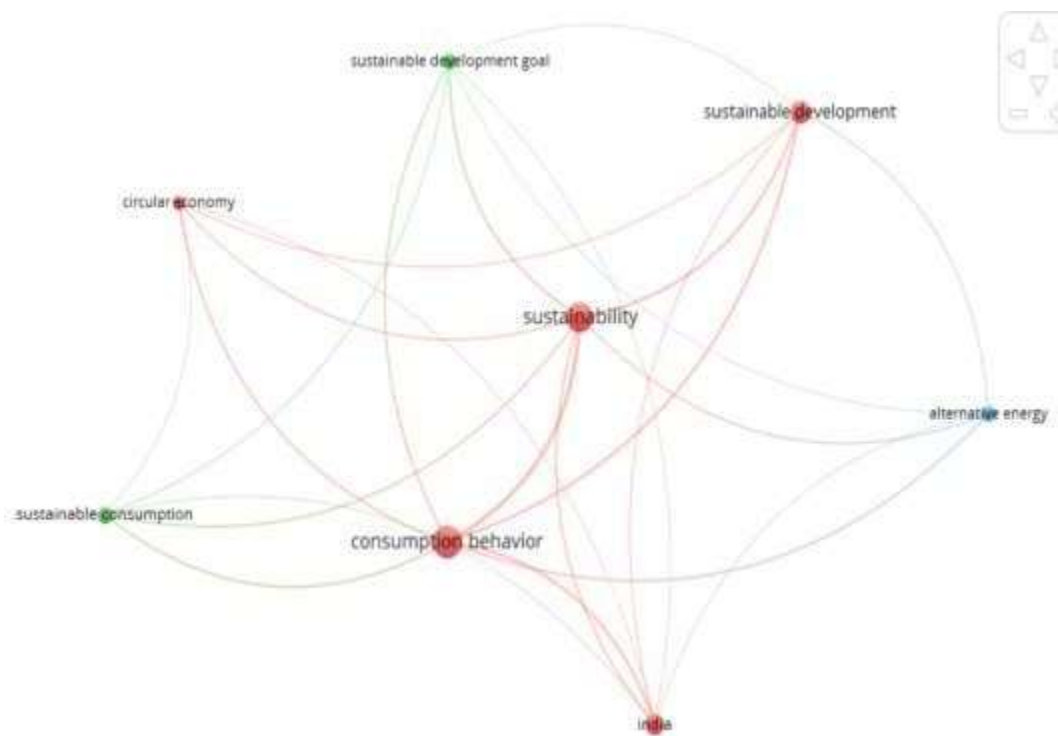 sustainable development goal
sustainable development
circular economy
sustainability
alternative energy
sustainable consumption
consumption behavior
india